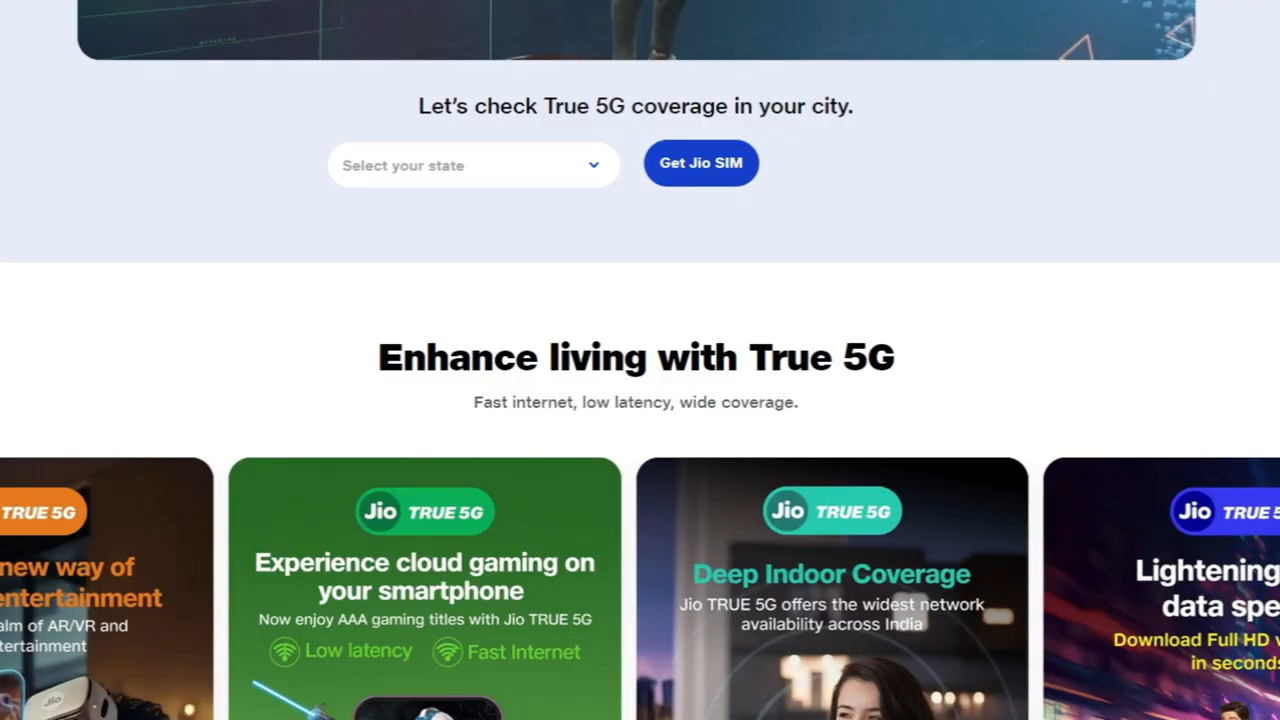 Let's check True 5G coverage in your city.
Select your state
Get Jio SIM
Enhance living with True 5G
Fast internet, low latency, wide coverage.
TRUE 5G
new way of
entertainment
alm of AR/VR and
tertainment
Jio
Jio TRUE 5G
Experience cloud gaming on
your smartphone
Now enjoy AAA gaming titles with Jio TRUE 5G
Low latency Fast Internet
Jio TRUE 5G
Deep Indoor Coverage
Jio TRUE 5G offers the widest network
availability across India
Jio TRUE 5
Lightening
data spe
Download Full HD v
in seconds